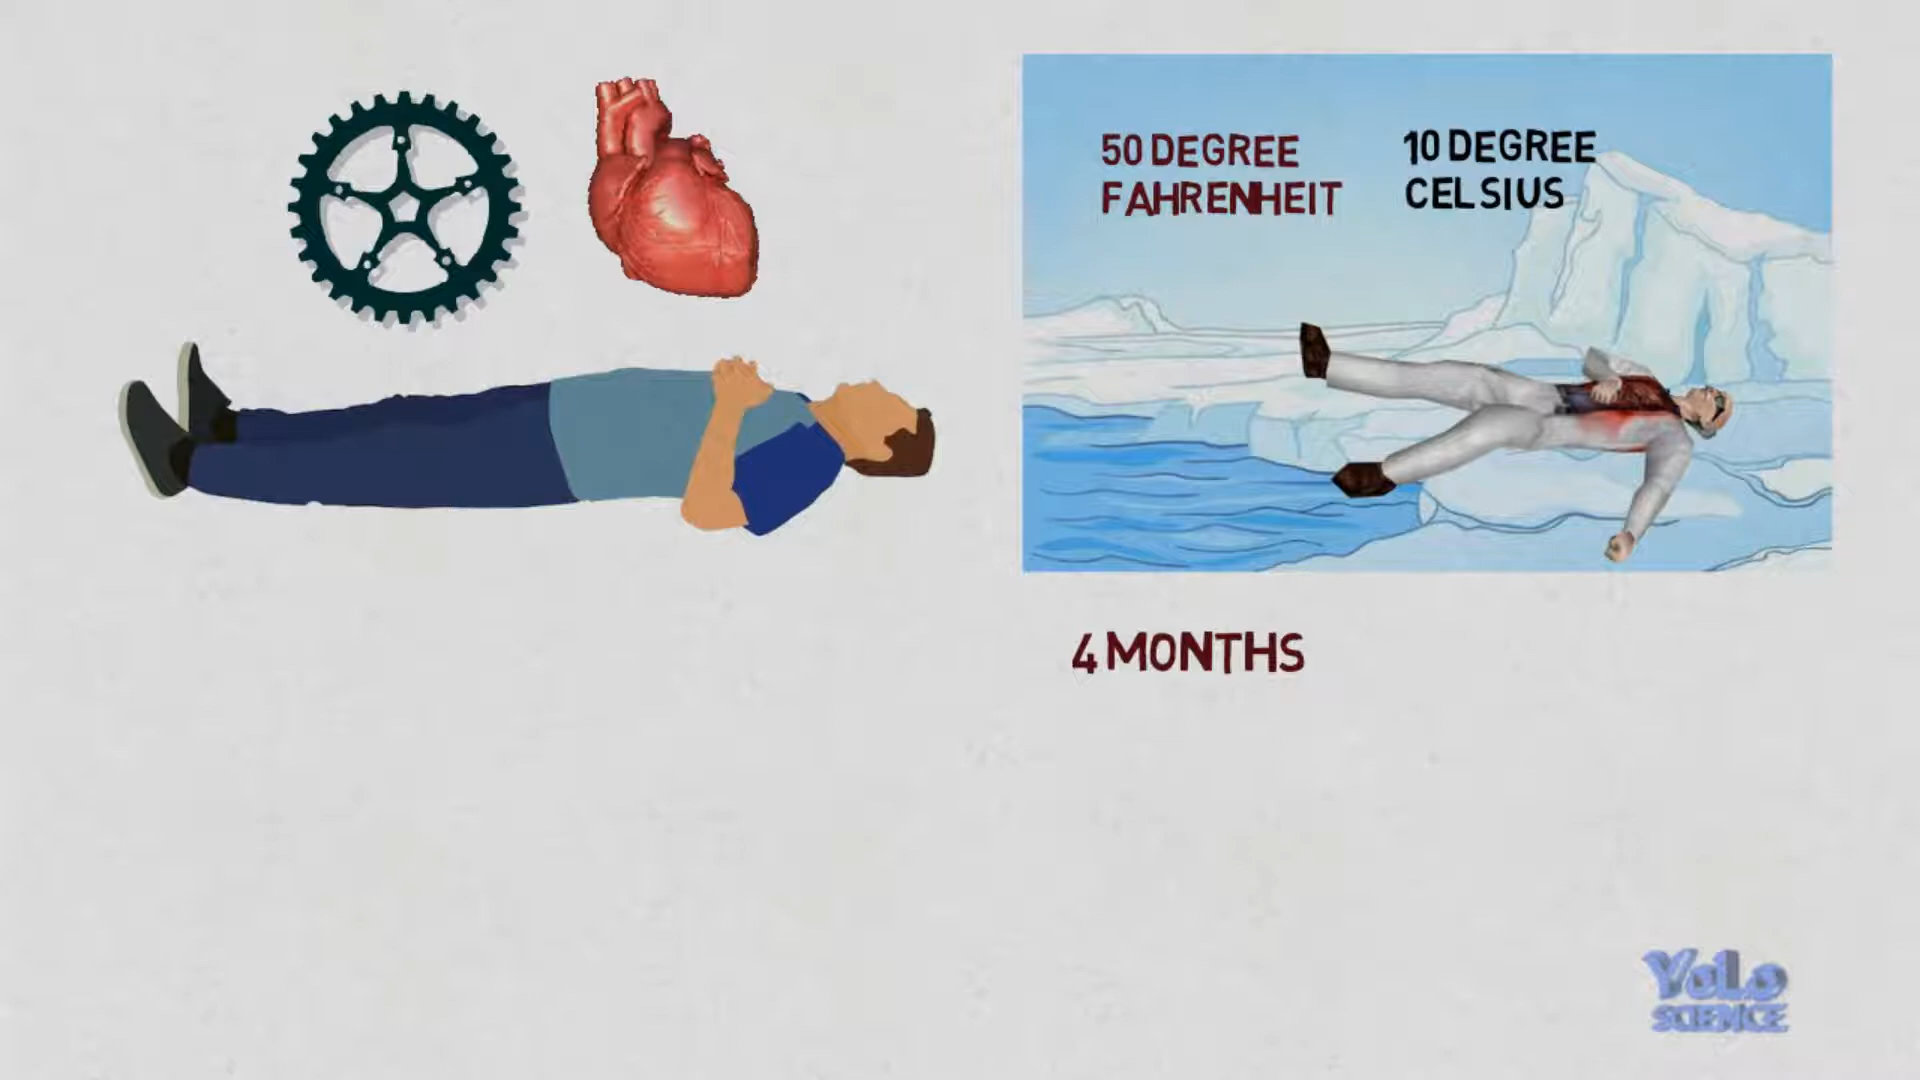 50 DEGREE
FAHRENHEIT
10 DEGREE
CELSIUS
4 MONTHS
YoLo
SCIENCE